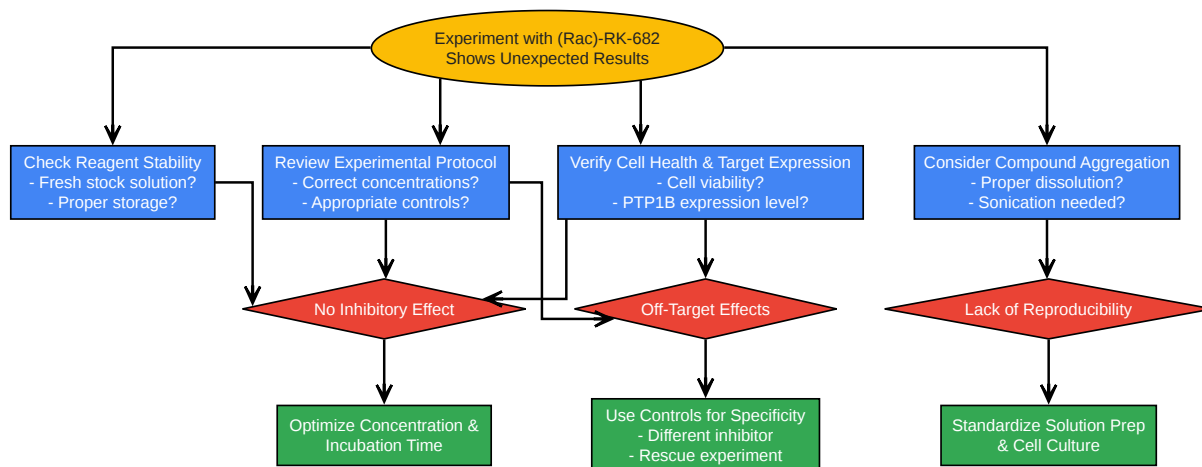 Experiment with (Rac)-RK-682
Shows Unexpected Results
Check Reagent Stability
- Fresh stock solution?
- Proper storage?
Review Experimental Protocol
- Correct concentrations?
- Appropriate controls?
Verify Cell Health & Target Expression
- Cell viability?
- PTP1B expression level?
Consider Compound Aggregation
- Proper dissolution?
- Sonication needed?
No Inhibitory Effect
Off-Target Effects
Lack of Reproducibility
Optimize Concentration &
Incubation Time
Use Controls for Specificity
- Different inhibitor
- Rescue experiment
Standardize Solution Prep
& Cell Culture